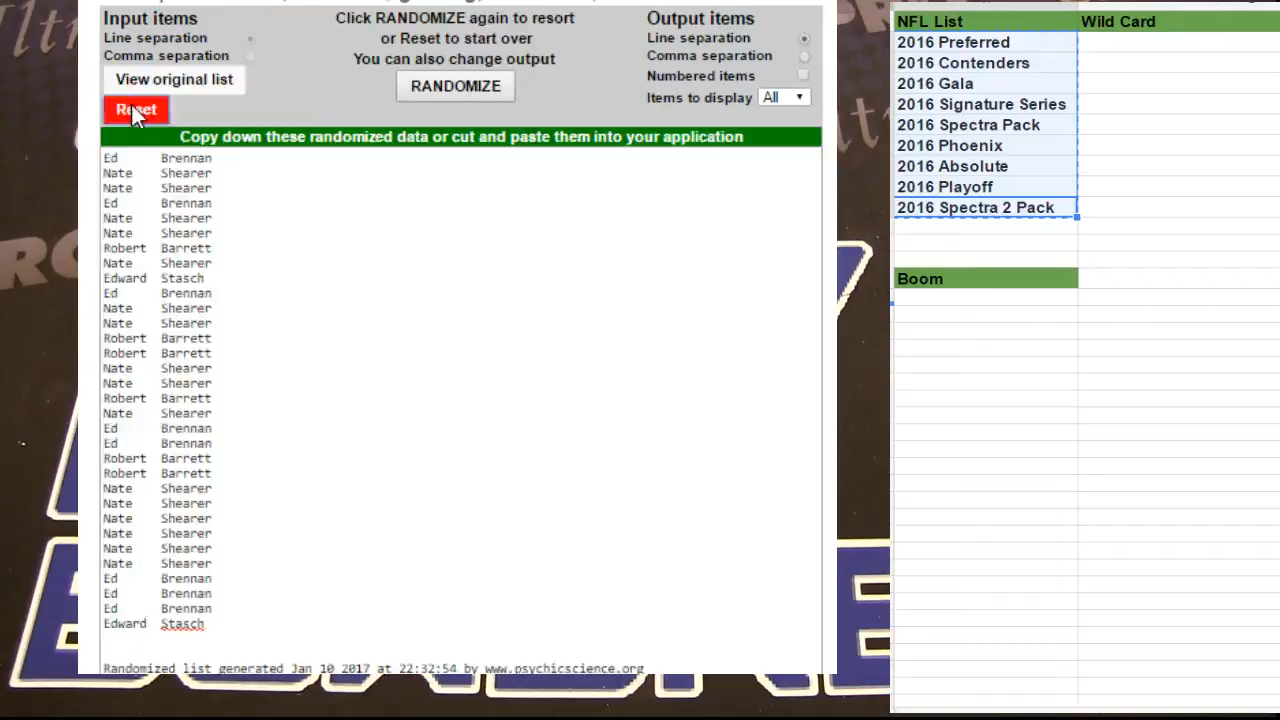 Input items
Line separation
Comma separation
View original list
Reset
Click RANDOMIZE again to resort
or Reset to start over
You can also change output
RANDOMIZE
Output items
Line separation
Comma separation
Numbered items
Items to display All
Copy down these randomized data or cut and paste them into your application
Ed Brennan
Nate Shearer
Nate Shearer
Ed Brennan
Nate Shearer
Nate Shearer
Robert Barrett
Nate Shearer
Edward Stasch
Ed Brennan
Nate Shearer
Nate Shearer
Robert Barrett
Robert Barrett
Nate Shearer
Nate Shearer
Robert Barrett
Nate Shearer
Ed Brennan
Ed Brennan
Robert Barrett
Robert Barrett
Nate Shearer
Nate Shearer
Nate Shearer
Nate Shearer
Nate Shearer
Nate Shearer
Ed Brennan
Ed Brennan
Ed Brennan
Edward Stasch
Randomized list generated Jan 10 2017 at 22:32:54 by www.psychicscience.org
NFL List Wild Card
2016 Preferred
2016 Contenders
2016 Gala
2016 Signature Series
2016 Spectra Pack
2016 Phoenix
2016 Absolute
2016 Playoff
2016 Spectra 2 Pack
Boom